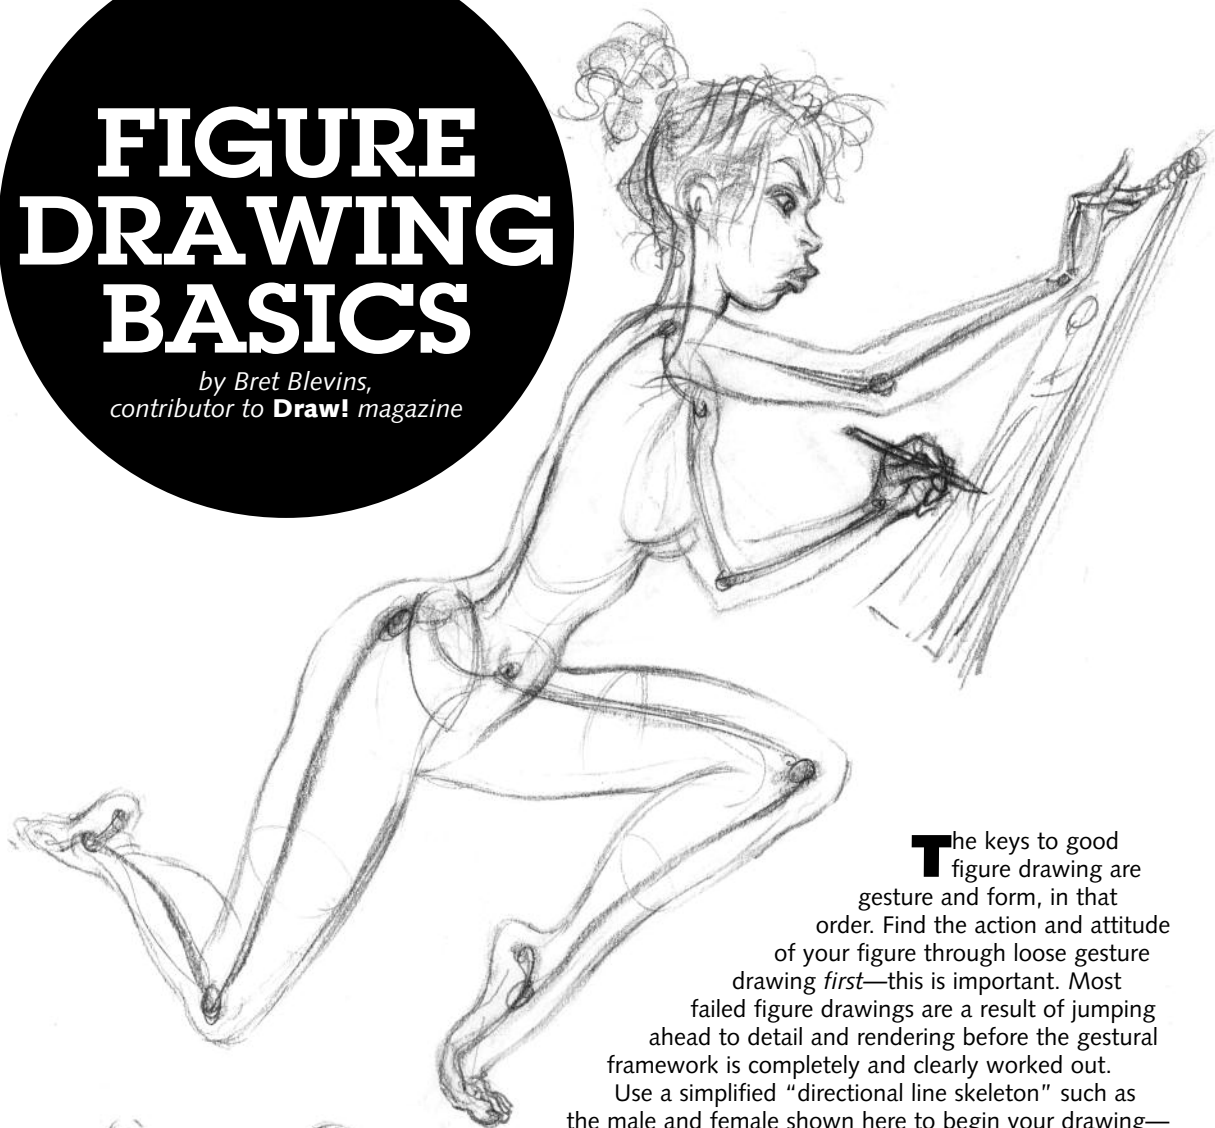 FIGURE
DRAWING
BASICS
by Bret Blevins,
contributor to Draw! magazine
The keys to good
figure drawing are
gesture and form, in that
order. Find the action and attitude
of your figure through loose gesture
drawing first—this is important. Most
failed figure drawings are a result of jumping
ahead to detail and rendering before the gestural
framework is completely and clearly worked out.
Use a simplified “directional line skeleton” such as
the male and female shown here to begin your drawing—